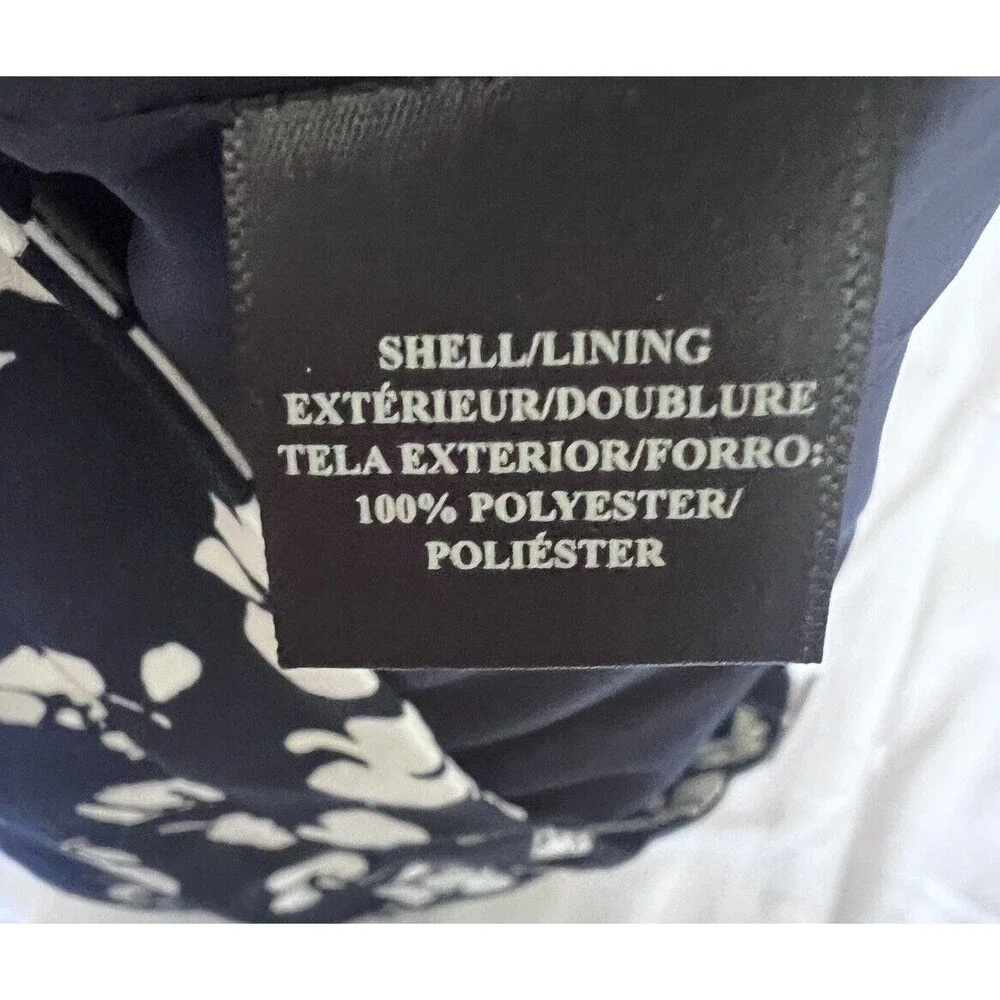 SHELL/LINING
EXTÉRIEUR/DOUBLURE
TELA EXTERIOR/FORRO:
100% POLYESTER/
POLIÉSTER